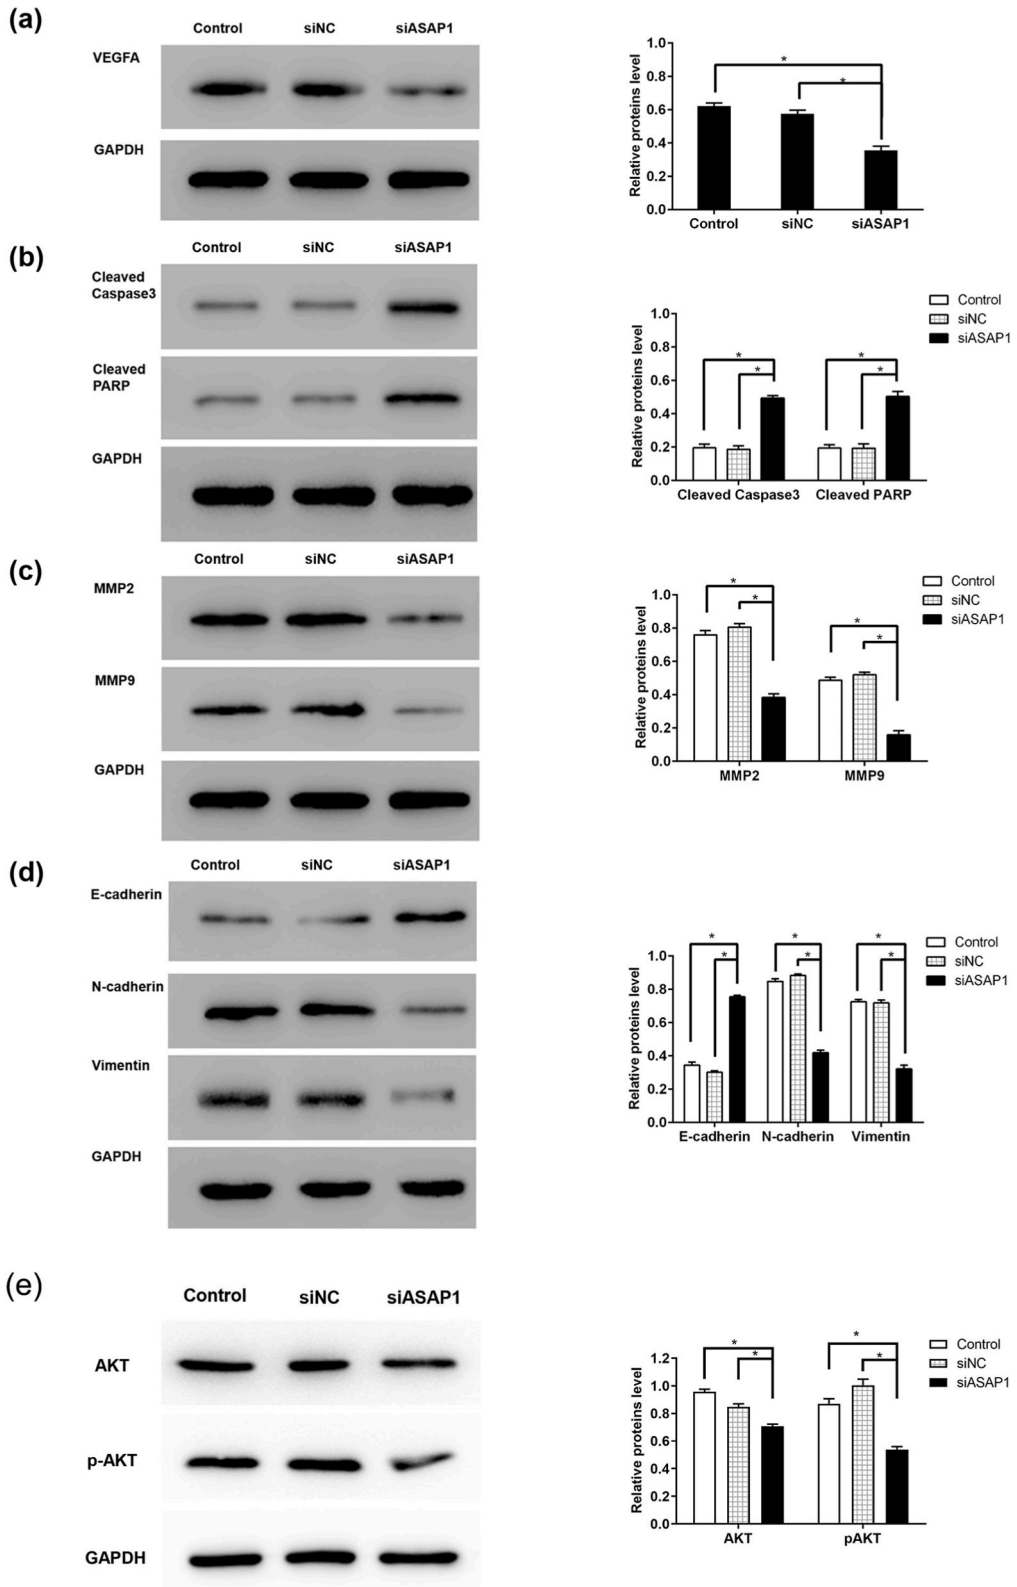 (a)
Control siNC siASAP1
VEGFA
GAPDH
Relative proteins level
1.0
0.8
0.6
0.4
0.2
0.0
*
*
Control siNC siASAP1
(b)
Control siNC siASAP1
Cleaved
Caspase3
Cleaved
PARP
GAPDH
Control
siNC
siASAP1
Relative proteins level
1.0
0.8
0.6
0.4
0.2
0.0
* *
* *
Cleaved Caspase3 Cleaved PARP
(c)
Control siNC siASAP1
MMP2
MMP9
GAPDH
Control
siNC
siASAP1
Relative proteins level
1.0
0.8
0.6
0.4
0.2
0.0
*
*
*
*
MMP2 MMP9
(d)
Control siNC siASAP1
E-cadherin
N-cadherin
Vimentin
GAPDH
Control
siNC
siASAP1
Relative proteins level
1.0
0.8
0.6
0.4
0.2
0.0
* * *
* * *
E-cadherin N-cadherin Vimentin
(e)
Control siNC siASAP1
AKT
p-AKT
GAPDH
Control
siNC
siASAP1
Relative proteins level
1.2
1.0
0.8
0.6
0.4
0.2
0.0
* *
* *
AKT pAKT